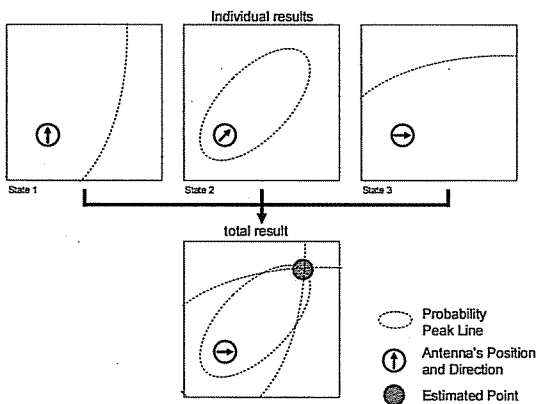 Individual results
State 1
State 2
State 3
total result
Probability
Peak Line
Antenna's Position
and Direction
Estimated Point